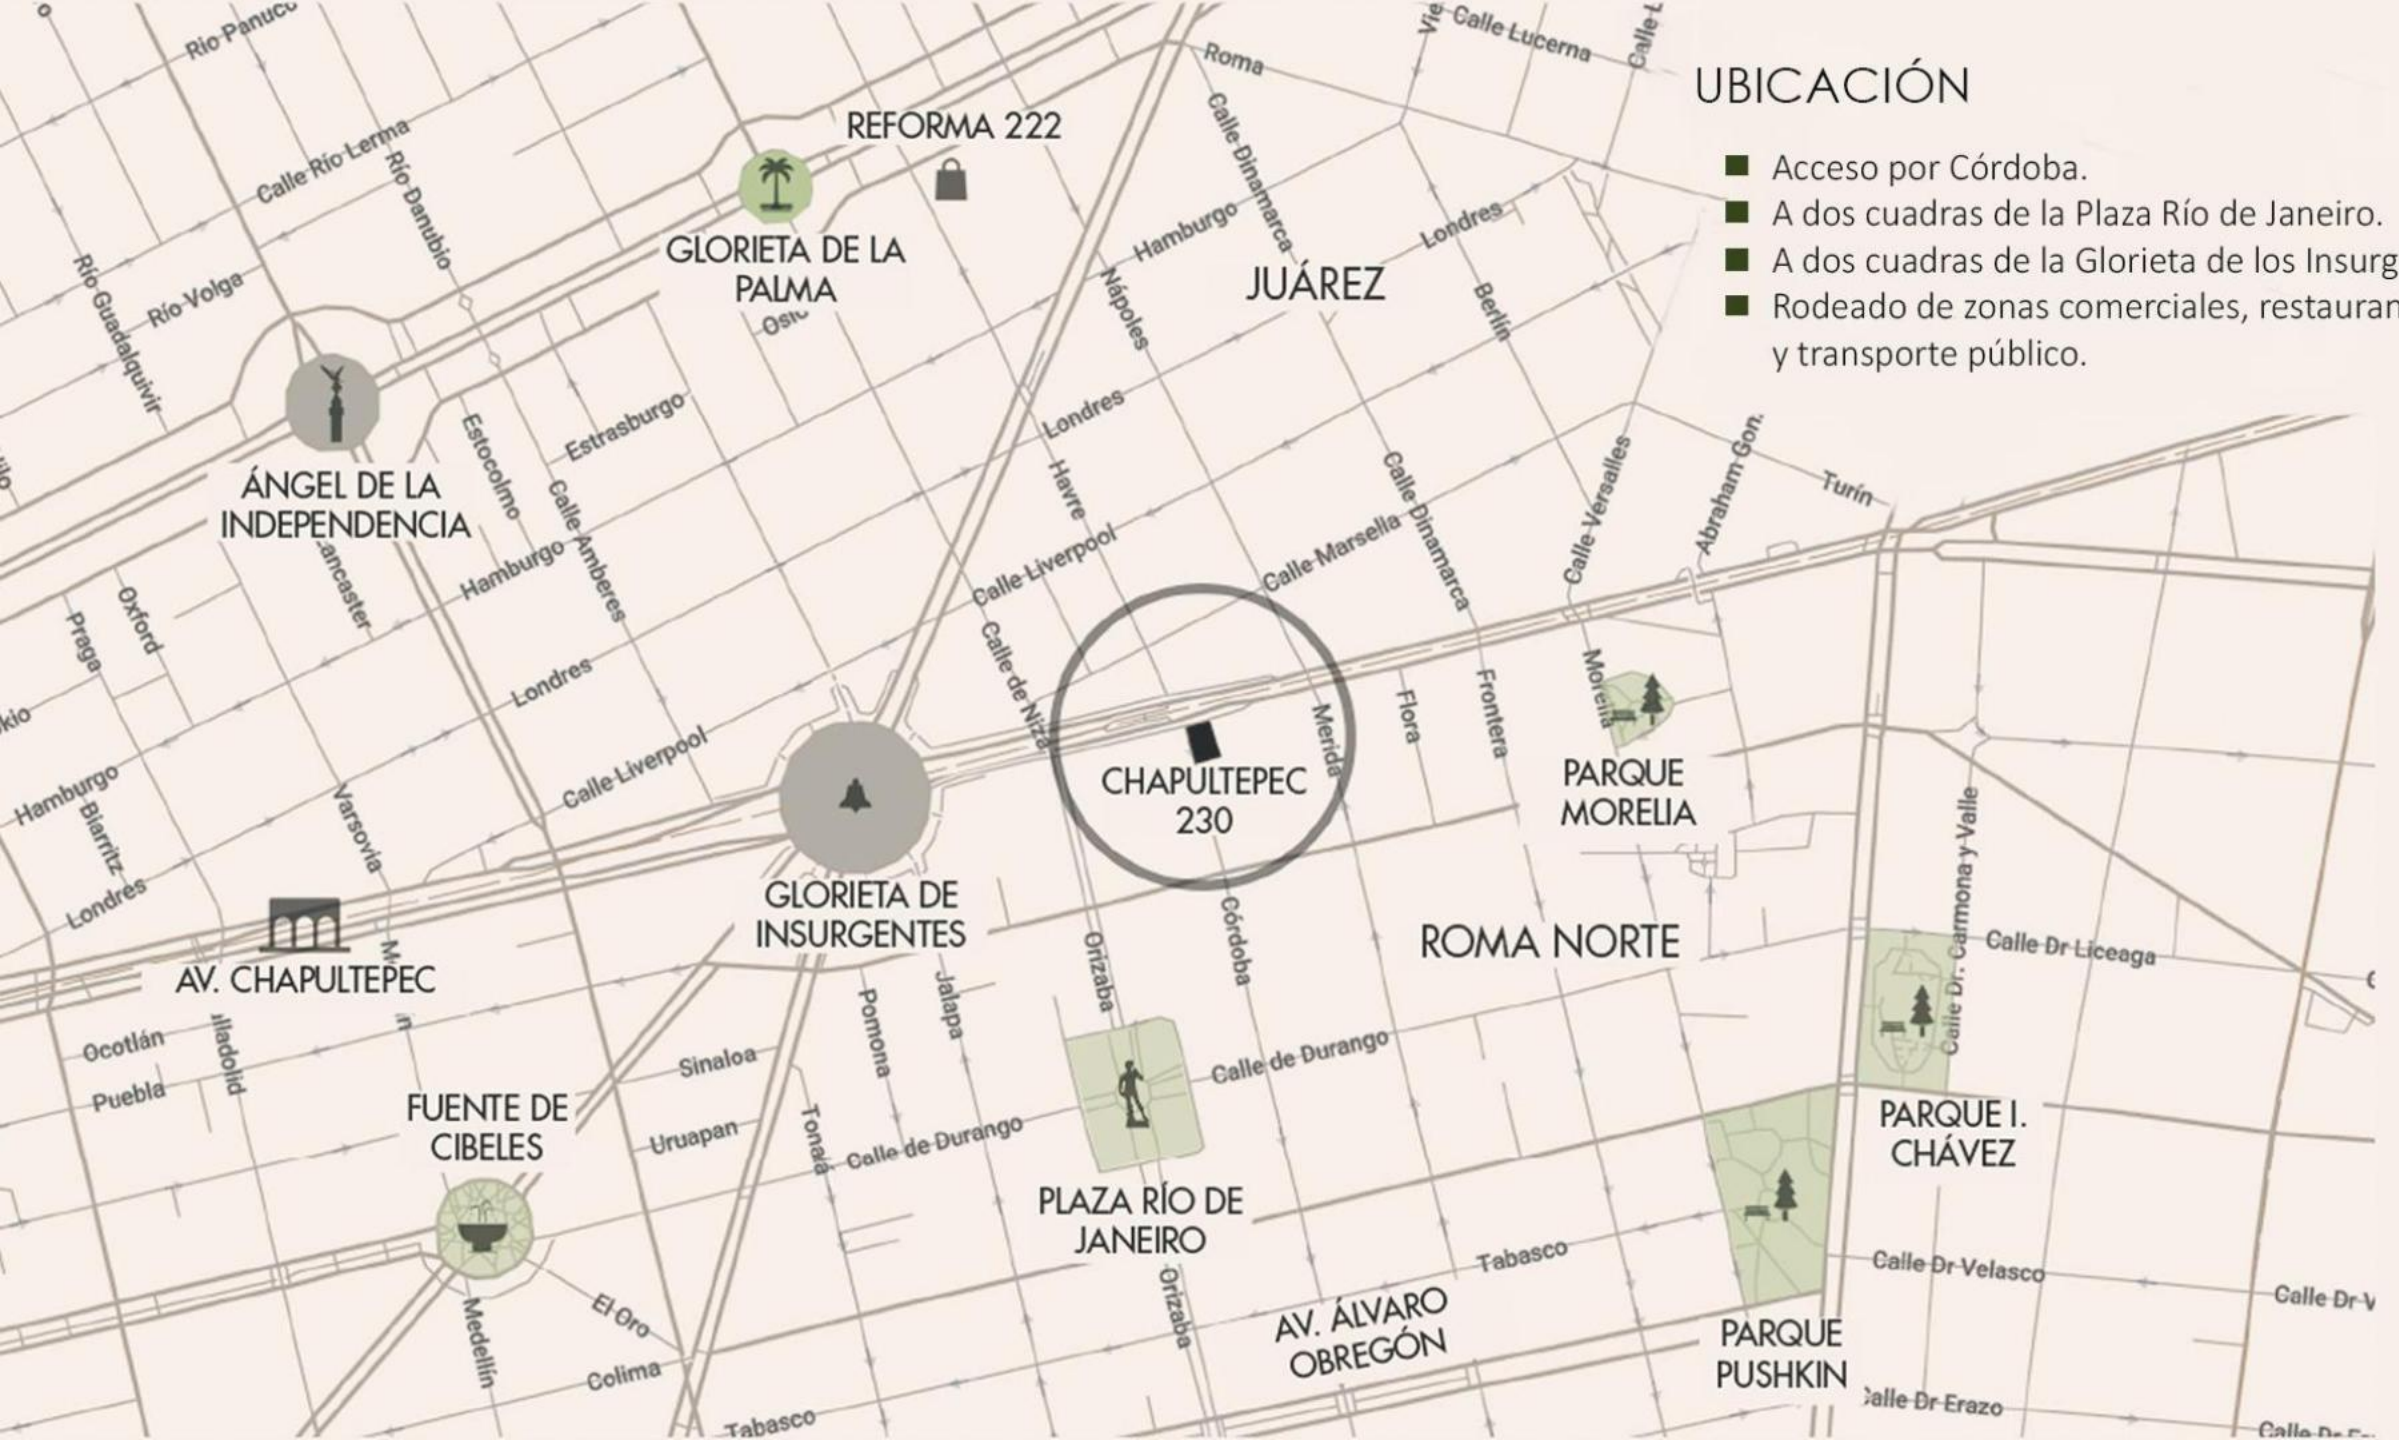 Rio Panuco
Roma
Calle Lucerna
UBICACIÓN
Calle Dinamarca
REFORMA 222
Calle Río Lerma
Río Danubio
Acceso por Córdoba.
A dos cuadras de la Plaza Río de Janeiro.
A dos cuadras de la Glorieta de los Insurg
Rodeado de zonas comerciales, restauran
y transporte público.
Hamburgo
Londres
GLORIETA DE LA
PALMA
JUÁREZ
Río Guadalquivir
Río Volga
Nápoles
Berlín
Londres
Estrasburgo
Estocolmo
Calle Amberes
Havre
Calle Dinamarca
Calle Versalles
Abraham Gon.
Turín
ÁNGEL DE LA
INDEPENDENCIA
Hamburgo
Calle Liverpool
Calle Marsella
Oxford
Praga
Londres
Calle de Niza
Merida
Flora
Frontera
Morelia
Calle Liverpool
CHAPULTEPEC
230
PARQUE
MORELIA
Hamburgo
Biarritz
Varsovia
Londres
GLORIETA DE
INSURGENTES
Orizaba
Córdoba
ROMA NORTE
Calle Dr. Carmona y Valle
Calle Dr Liceaga
AV. CHAPULTEPEC
Pomona
Jalapa
Ocotlán
Puebla
Sinaloa
Calle de Durango
FUENTE DE
CIBELES
Uruapan
Tonalá
Calle de Durango
PARQUE I.
CHÁVEZ
PLAZA RÍO DE
JANEIRO
Tabasco
Calle Dr Velasco
Calle Dr V
Medellín
El Oro
Orizaba
AV. ÁLVARO
OBREGÓN
PARQUE
PUSHKIN
Colima
Tabasco
alle Dr Erazo